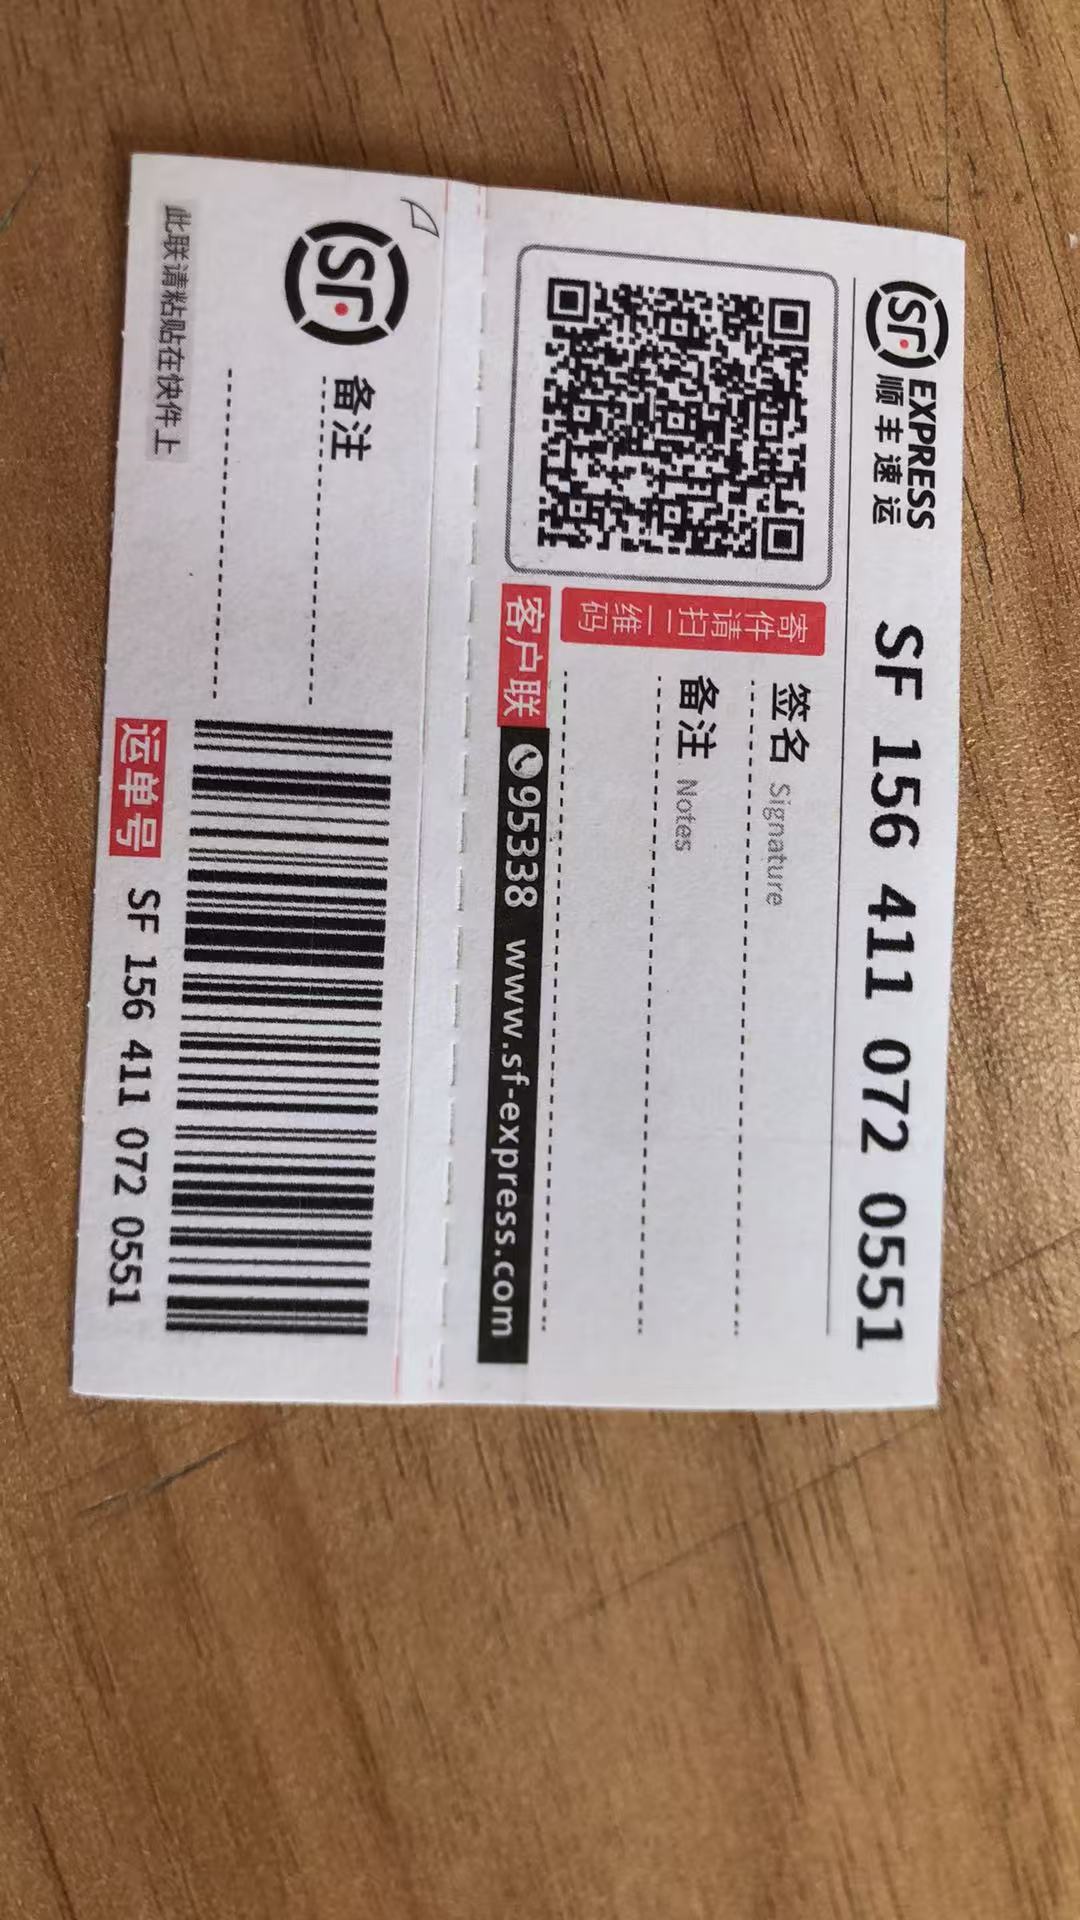 SF EXPRESS
顺丰速运
SF 156 411 072 0551
寄件请扫二维码
签名 Signature
备注 Notes
客户联 95338 www.sf-express.com
SF
备注
此联请粘贴在快件上
运单号 SF 156 411 072 0551